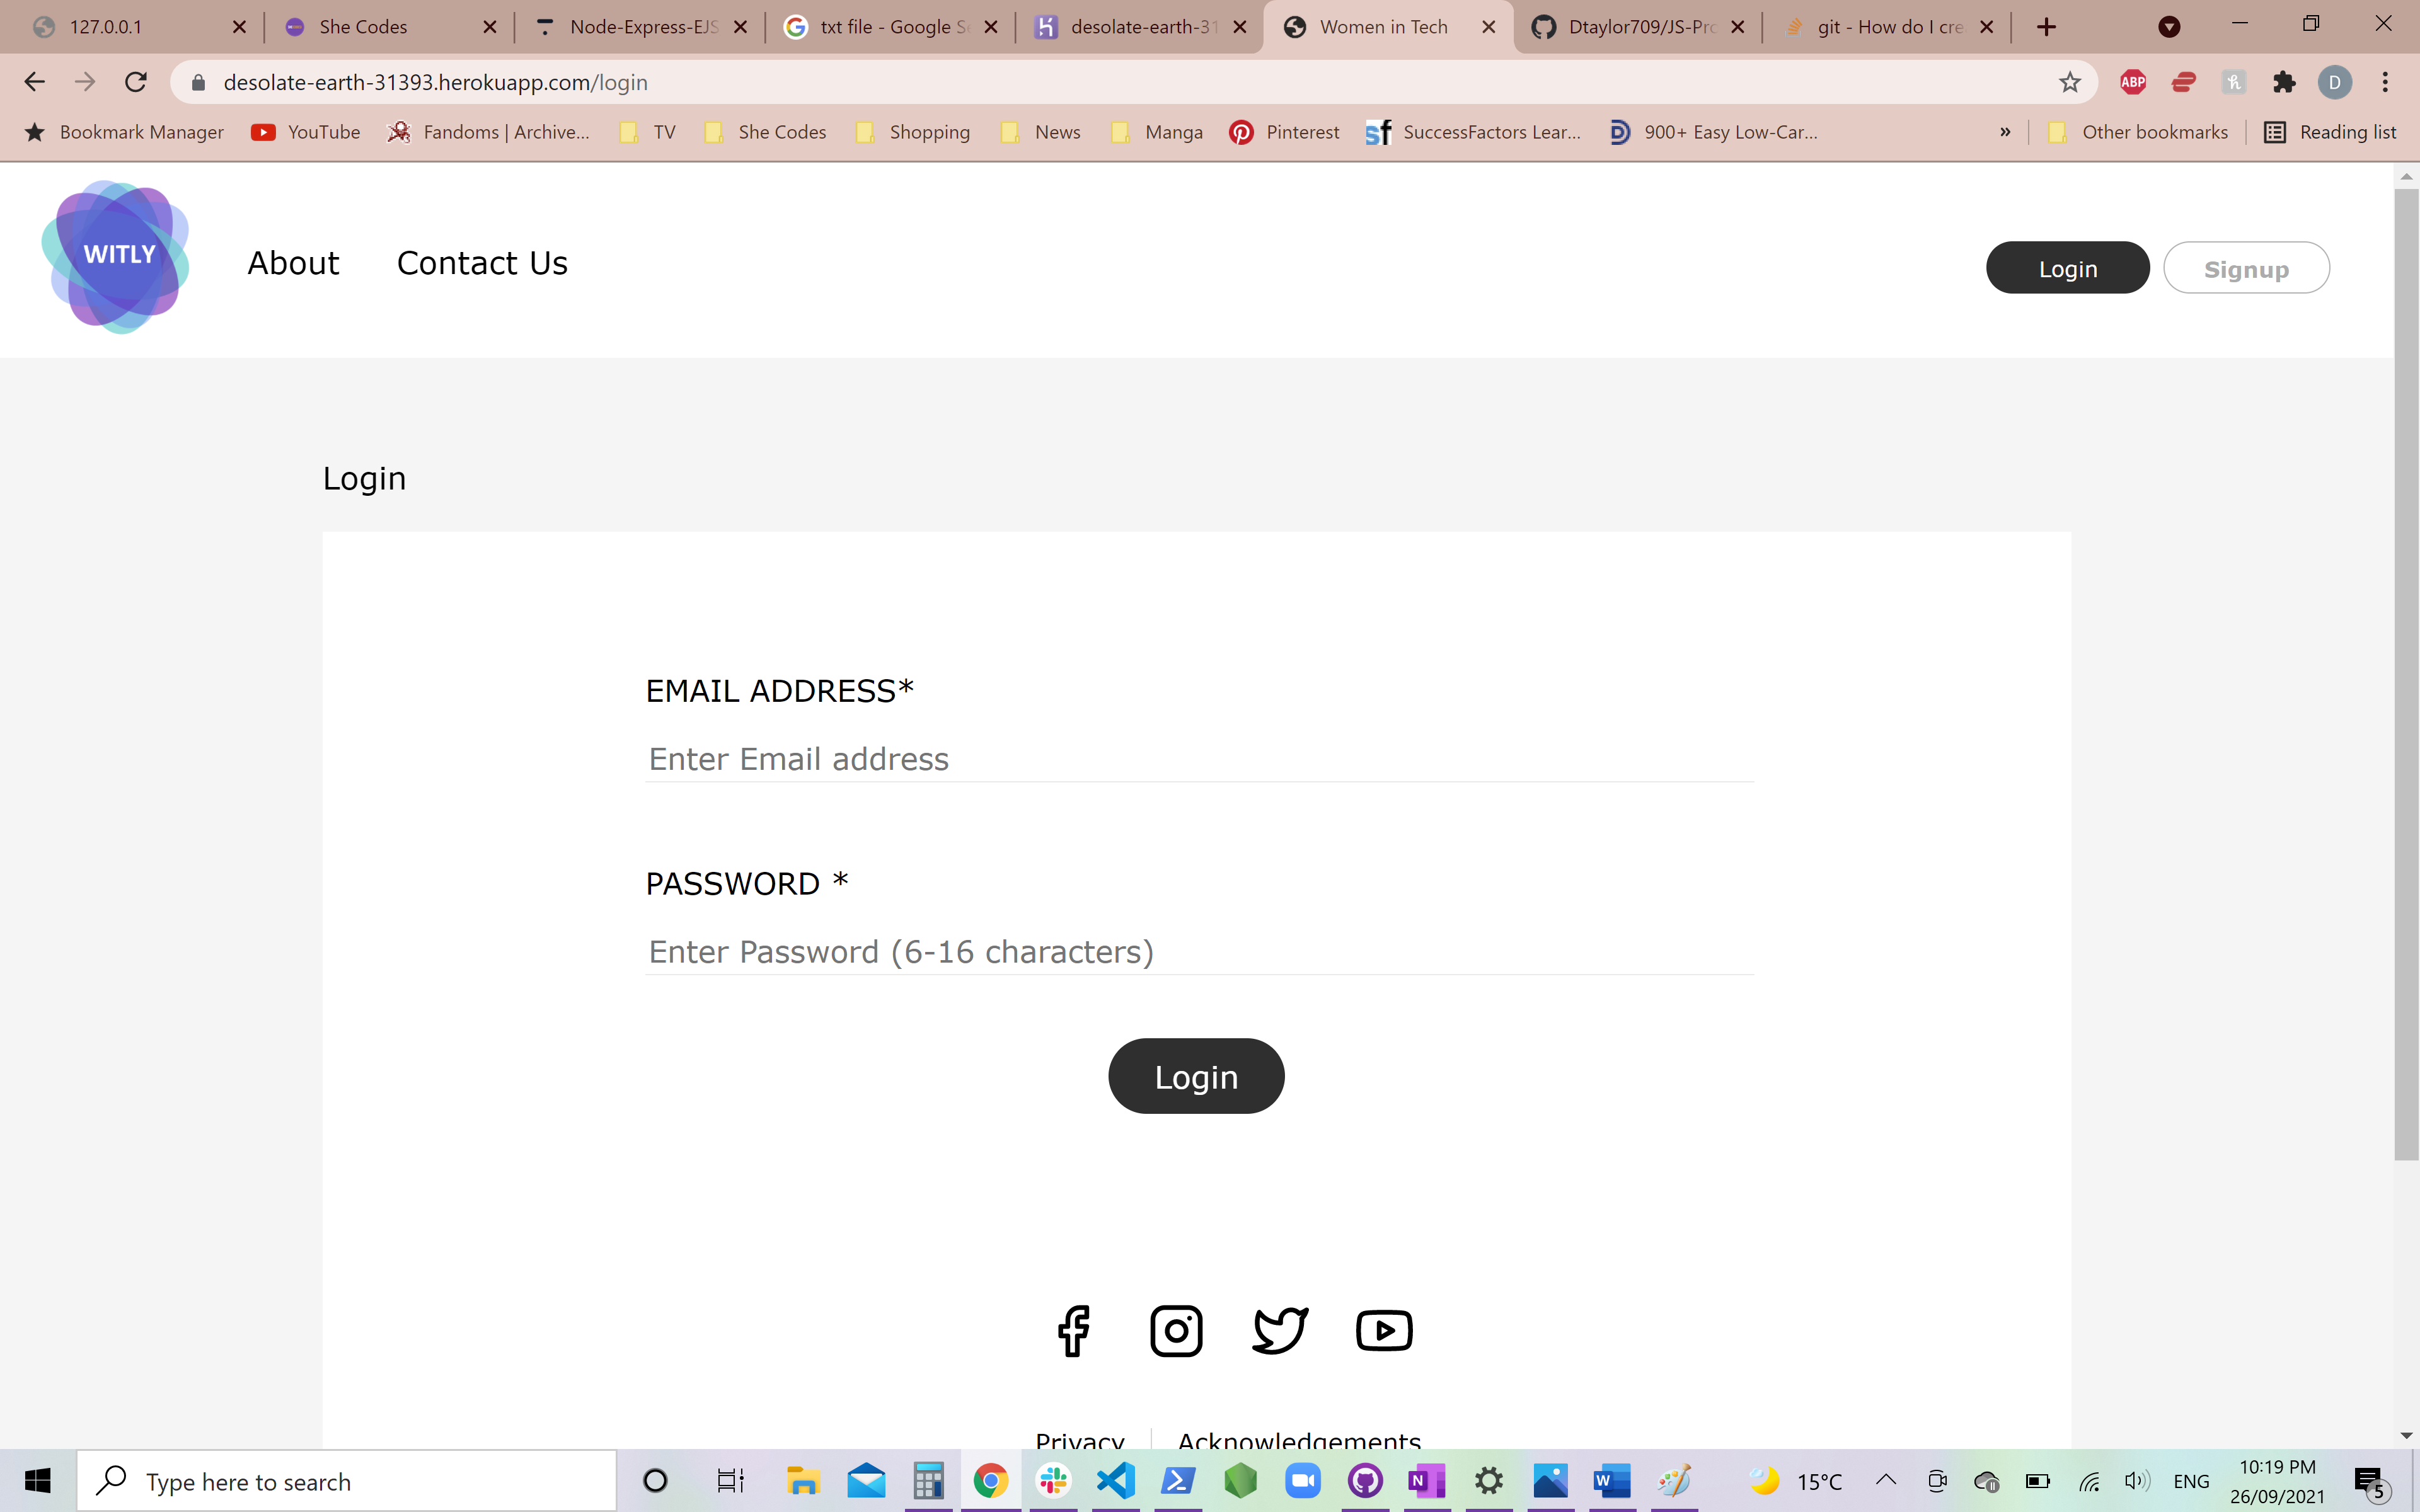 127.0.0.1
She Codes
Node-Express-EJS
txt file - Google Se
desolate-earth-31
Women in Tech
Dtaylor709/JS-Pro
git - How do I cre
desolate-earth-31393.herokuapp.com/login
ABP
h
D
Bookmark Manager
YouTube
Fandoms | Archive...
TV
She Codes
Shopping
News
Manga
Pinterest
sf
SuccessFactors Lear...
D
900+ Easy Low-Car...
»
Other bookmarks
Reading list
WITLY
About
Contact Us
Login
Signup
Login
EMAIL ADDRESS*
Enter Email address
PASSWORD *
Enter Password (6-16 characters)
Login
Privacy
Acknowledgements
Type here to search
N
W
15°C
ENG
10:19 PM
26/09/2021
5